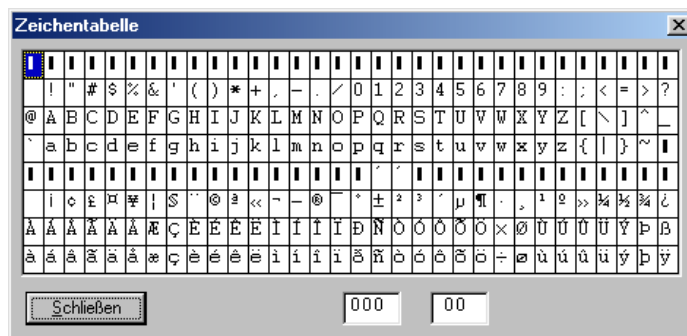 Zeichentabelle
! " # $ % & ' ( ) * + , - . / 0 1 2 3 4 5 6 7 8 9 : ; < = > ?
@ A B C D E F G H I J K L M N O P Q R S T U V W X Y Z [ \ ] ^ _
` a b c d e f g h i j k l m n o p q r s t u v w x y z { | } ~
¡ ¢ £ ¤ ¥ ¦ § ¨ © ª « ¬ - ® ¯ ° ± ² ³ ´ µ ¶ · ¸ ¹ º » ¼ ½ ¾ ¿
À Á Â Ã Ä Å Æ Ç È É Ê Ë Ì Í Î Ï Ð Ñ Ò Ó Ô Õ Ö × Ø Ù Ú Û Ü Ý Þ ß
à á â ã ä å æ ç è é ê ë ì í î ï ð ñ ò ó ô õ ö ÷ ø ù ú û ü ý þ ÿ
Schließen 000 00